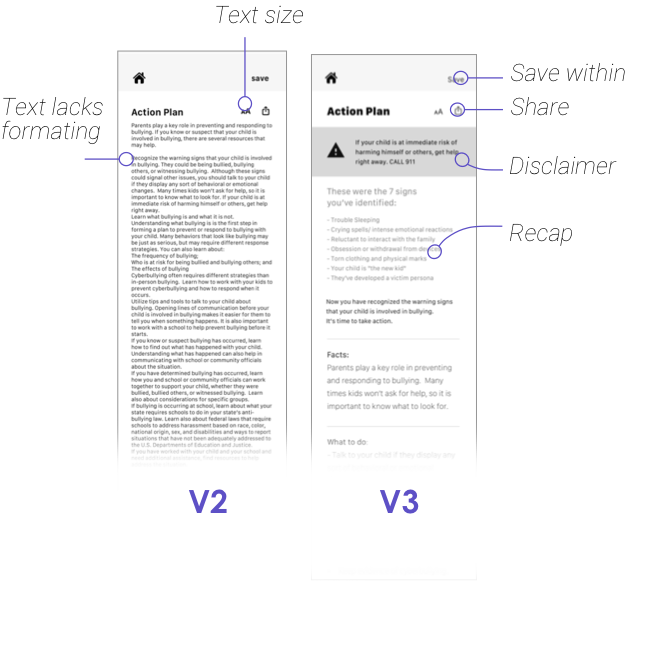 Text size
Text lacks
formating
save
Action Plan
AA
Parents play a key role in preventing and responding to
bullying. If you know or suspect that your child is
involved in bullying, there are several resources that
may help.
Recognize the warning signs that your child is involved
in bullying. They could be being bullied, bullying
others, or witnessing bullying. Although these signs
could signal other issues, you should talk to your child
if they display any sort of behavioral or emotional
changes. Many times kids won't ask for help, so it is
important to know what to look for. If your child is at
immediate risk of harming himself or others, get help
right away.
Learn what bullying is and what it is not.
Understanding what bullying is is the first step in
forming a plan to prevent or respond to bullying with
your child. Many behaviors that look like bullying may
be just as serious, but may require different response
strategies. You can also learn about:
The frequency of bullying;
Who is at risk for being bullied and bullying others; and
The effects of bullying
Cyberbullying often requires different strategies than
in-person bullying. Learn how to work with your kids to
prevent cyberbullying and how to respond when it
occurs.
Utilize tips and tools to talk to your child about
bullying. Opening lines of communication before your
child is involved in bullying makes it easier for them to
tell you when something happens. It is also important
to work with a school to help prevent bullying before it
starts.
If you know or suspect bullying has occurred, learn
how to find out what has happened with your child.
Understanding what has happened can also help in
communicating with school or community officials
about the situation.
If you have determined bullying has occurred, learn
how you and school or community officials can work
together to support your child, whether they were
bullied, bullied others, or witnessed bullying. Learn
also about considerations for specific groups.
If bullying is occurring at school, learn about what your
state requires schools to do in your state's anti-
bullying law. Learn also about federal laws that require
schools to address harassment based on race, color,
national origin, sex, and disabilities and ways to report
situations that have not been adequately addressed to
the U.S. Departments of Education and Justice.
If you have worked with your child and your school and
need additional assistance, find resources to help
V2
Save
Action Plan
AA
If your child is at immediate risk of
harming himself or others, get help
right away. CALL 911
These were the 7 signs
you've identified:
- Trouble Sleeping
- Crying spells/ intense emotional reactions
- Reluctant to interact with the family
- Obsession or withdrawal from devices
- Torn clothing and physical marks
- Your child is "the new kid"
- They've developed a victim persona
Now you have recognized the warning signs
that your child is involved in bullying.
It's time to take action.
Facts:
Parents play a key role in preventing
and responding to bullying. Many
times kids won't ask for help, so it is
important to know what to look for.
What to do:
- Talk to your child if they display any
V3
Save within
Share
Disclaimer
Recap